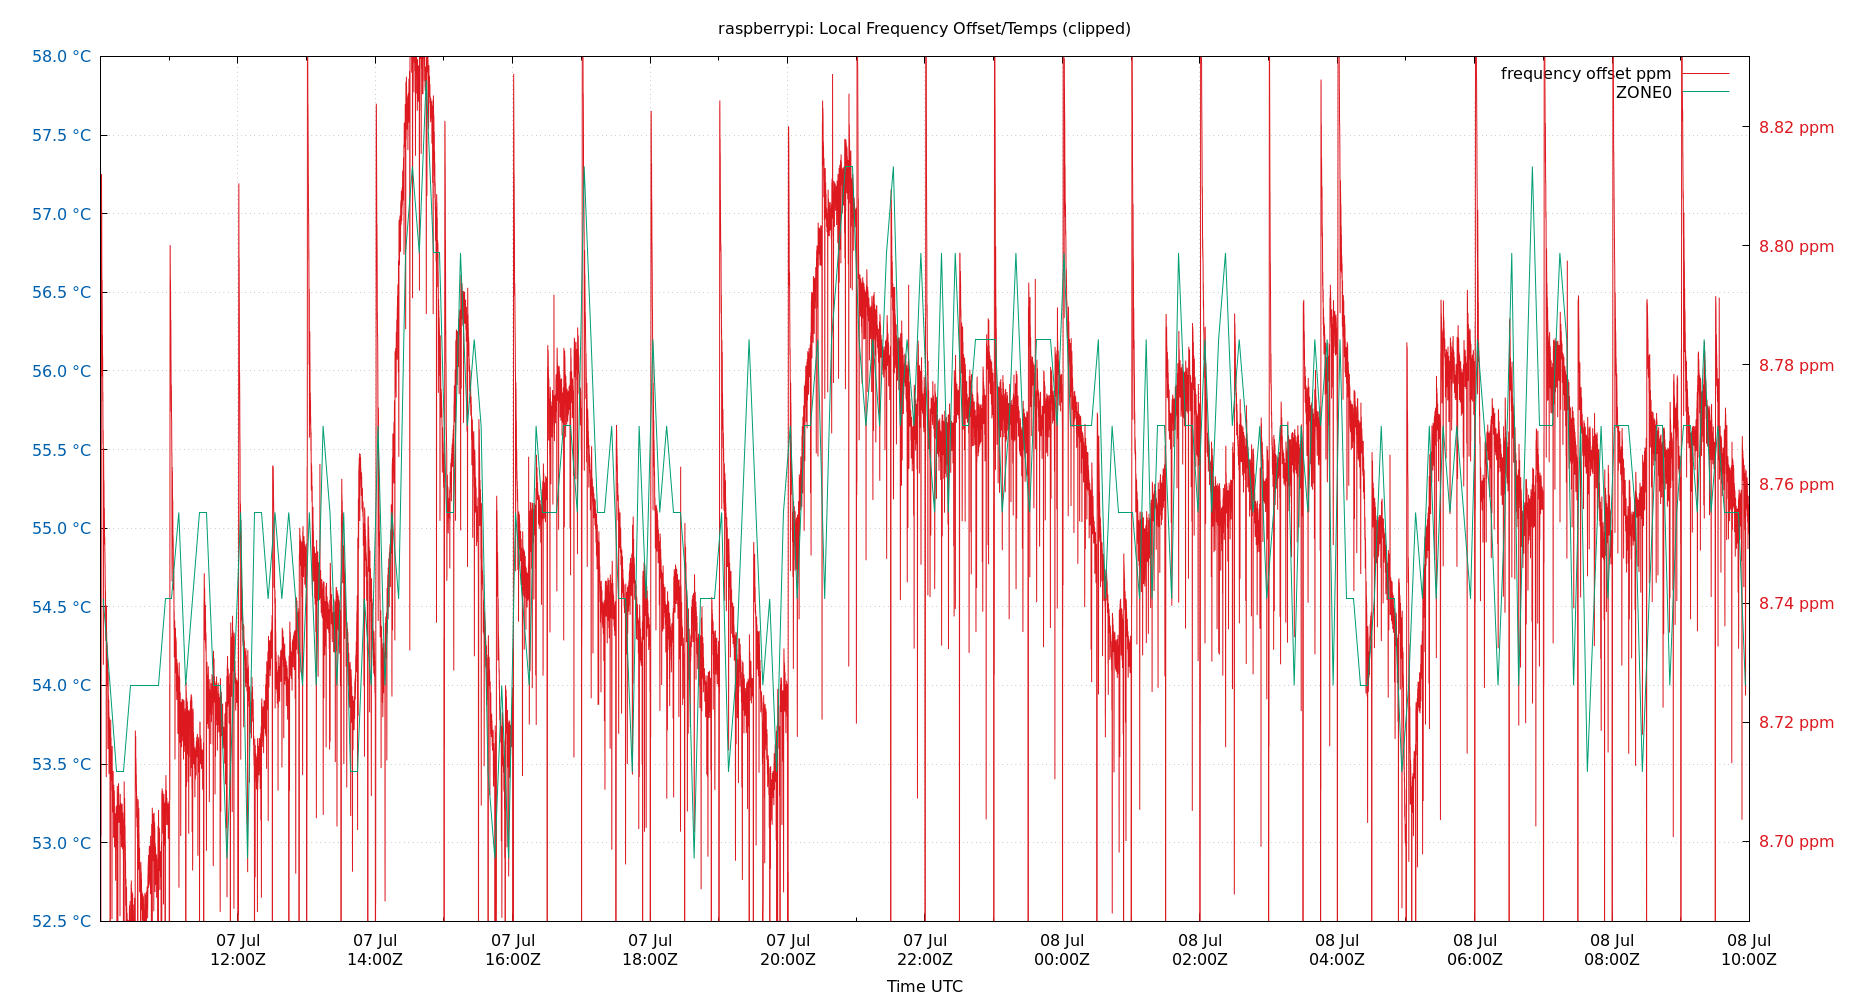 raspberrypi: Local Frequency Offset/Temps (clipped)
58.0 °C
57.5 °C
57.0 °C
56.5 °C
56.0 °C
55.5 °C
55.0 °C
54.5 °C
54.0 °C
53.5 °C
53.0 °C
52.5 °C
frequency offset ppm
ZONE0
8.82 ppm
8.80 ppm
8.78 ppm
8.76 ppm
8.74 ppm
8.72 ppm
8.70 ppm
07 Jul 07 Jul 07 Jul 07 Jul 07 Jul 07 Jul 08 Jul 08 Jul 08 Jul 08 Jul 08 Jul 08 Jul
12:00Z 14:00Z 16:00Z 18:00Z 20:00Z 22:00Z 00:00Z 02:00Z 04:00Z 06:00Z 08:00Z 10:00Z
Time UTC